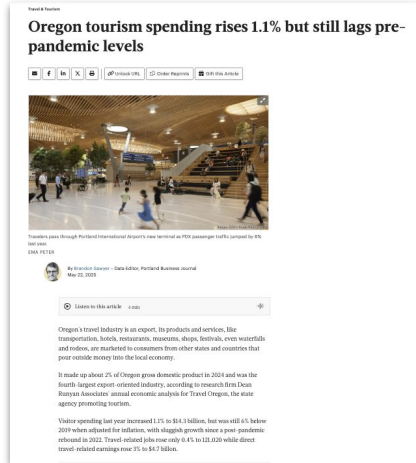 Travel & Tourism
Oregon tourism spending rises 1.1% but still lags pre-
pandemic levels
Unlock URL
Order Reprints
Gift this Article
Travelers pass through Portland International Airport's new terminal as PDX passenger traffic jumped by 6%
last year.
EMA PETER
By Brandon Sawyer – Data Editor, Portland Business Journal
May 22, 2025
Listen to this article 4 min
Oregon's travel industry is an export. Its products and services, like
transportation, hotels, restaurants, museums, shops, festivals, even waterfalls
and rodeos, are marketed to consumers from other states and countries that
pour outside money into the local economy.
It made up about 2% of Oregon gross domestic product in 2024 and was the
fourth-largest export-oriented industry, according to research firm Dean
Runyan Associates' annual economic analysis for Travel Oregon, the state
agency promoting tourism.
Visitor spending last year increased 1.1% to $14.3 billion, but was still 6% below
2019 when adjusted for inflation, with sluggish growth since a post-pandemic
rebound in 2022. Travel-related jobs rose only 0.4% to 121,020 while direct
travel-related earnings rose 3% to $4.7 billion.